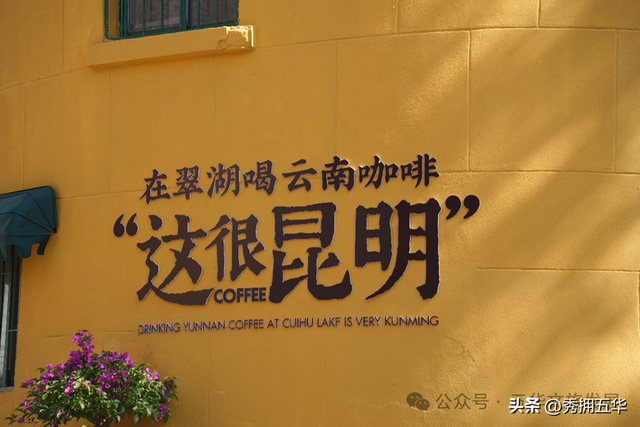 在翠湖喝云南咖啡
“这很昆明”
COFFEE
DRINKING YUNNAN COFFEE AT CUIHU LAKF IS VERY KUNMING
公众号 ·
头条 @秀拥五华